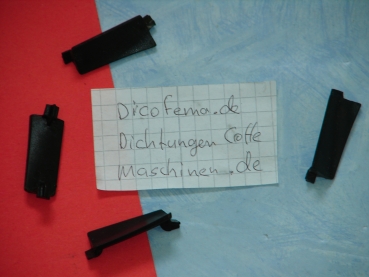 Dicofema.de
Dichtungen Coffe
Maschinen.de